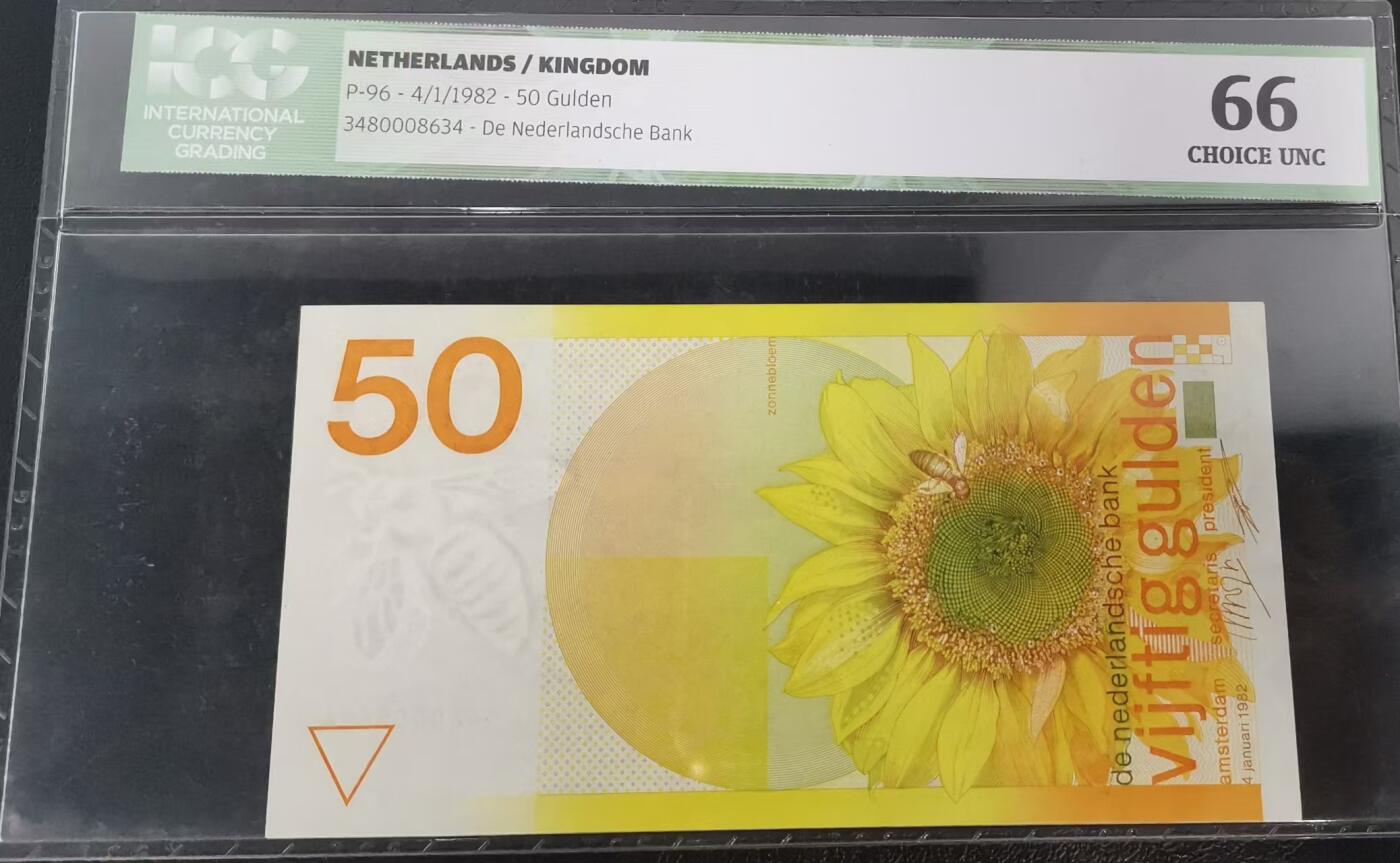 ICG
INTERNATIONAL
CURRENCY
GRADING
NETHERLANDS / KINGDOM
P-96 - 4/1/1982 - 50 Gulden
3480008634 - De Nederlandsche Bank
66
CHOICE UNC
50
zonnebloem
de nederlandsche bank
vijftig gulden
secretaris president
amsterdam
4 januari 1982